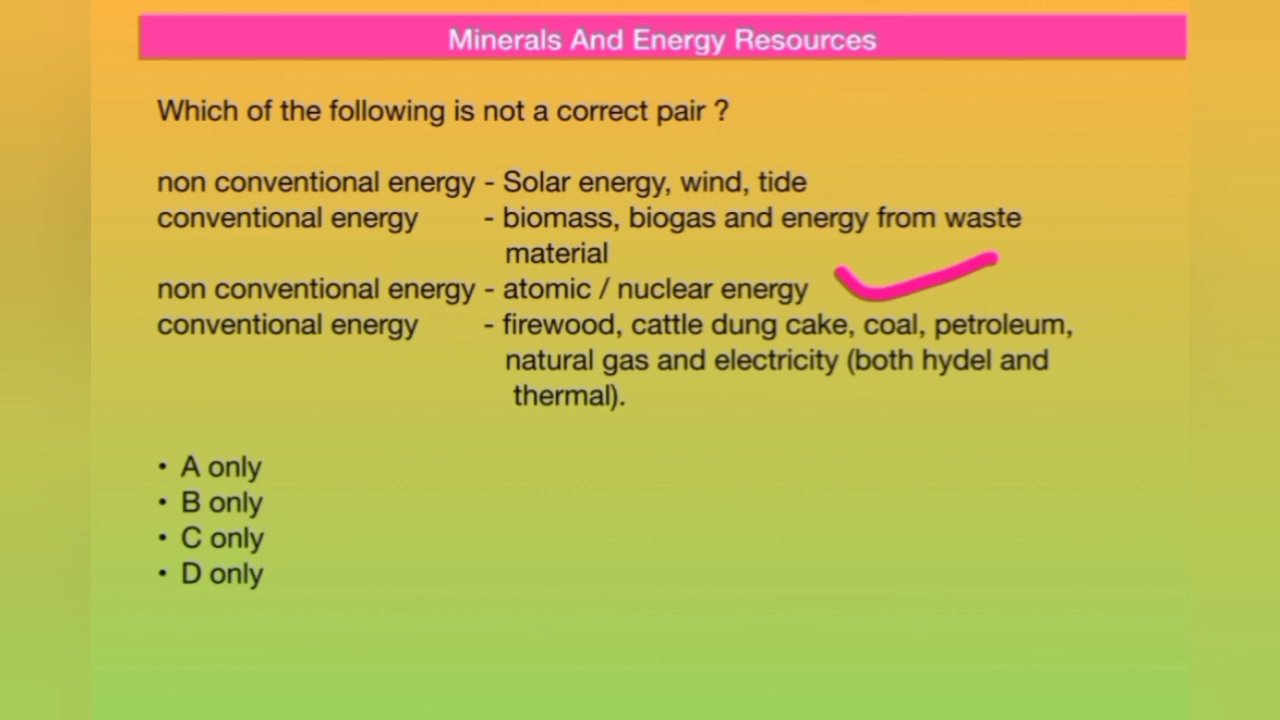 Minerals And Energy Resources
Which of the following is not a correct pair ?
non conventional energy - Solar energy, wind, tide
conventional energy - biomass, biogas and energy from waste
material
non conventional energy - atomic / nuclear energy
conventional energy - firewood, cattle dung cake, coal, petroleum,
natural gas and electricity (both hydel and
thermal).
• A only
• B only
• C only
• D only